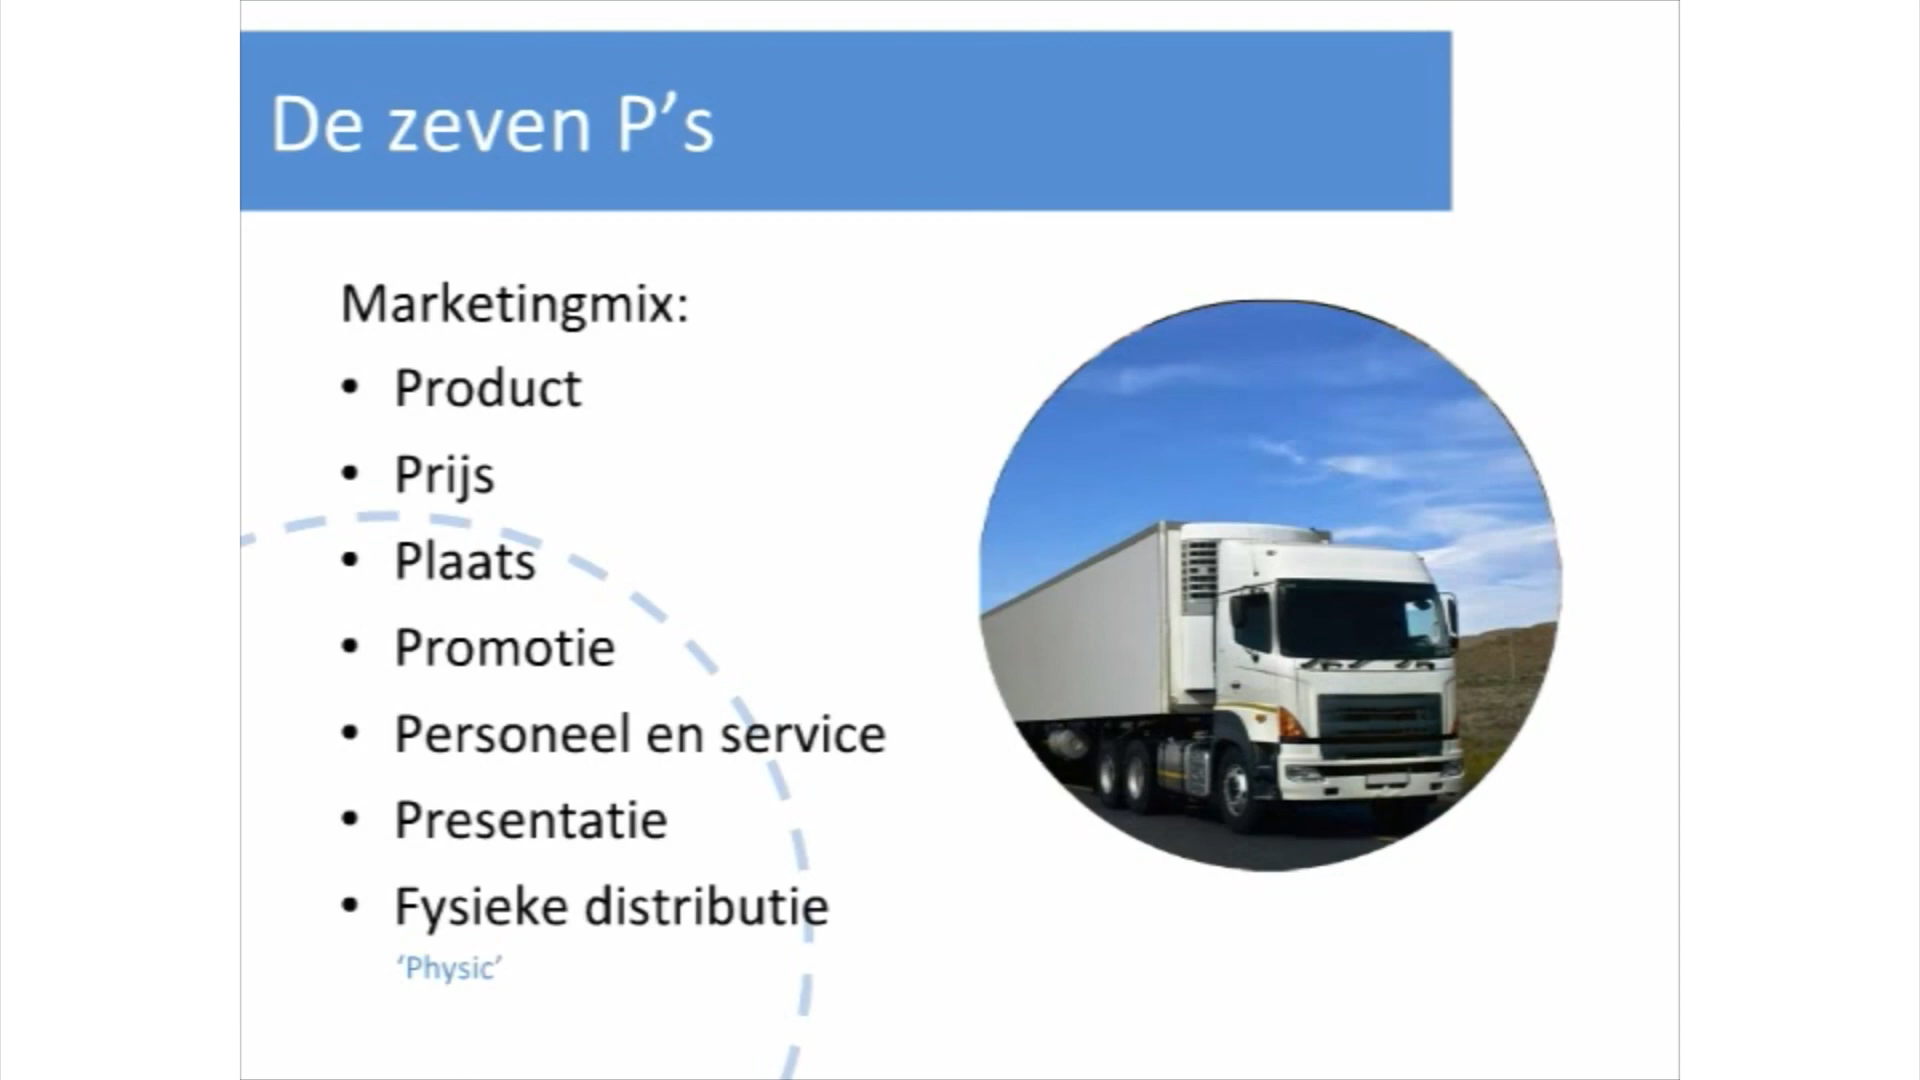 De zeven P’s
Marketingmix:
• Product
• Prijs
• Plaats
• Promotie
• Personeel en service
• Presentatie
• Fysieke distributie
‘Physic’